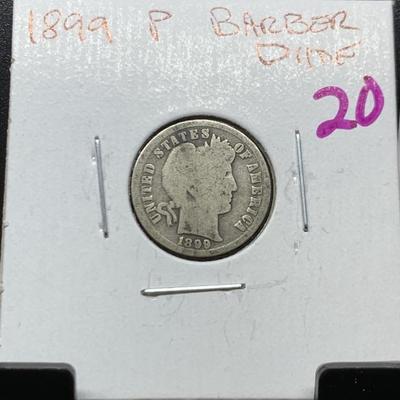 1899 P BARBER
DIME
20
UNITED STATES OF AMERICA
1899